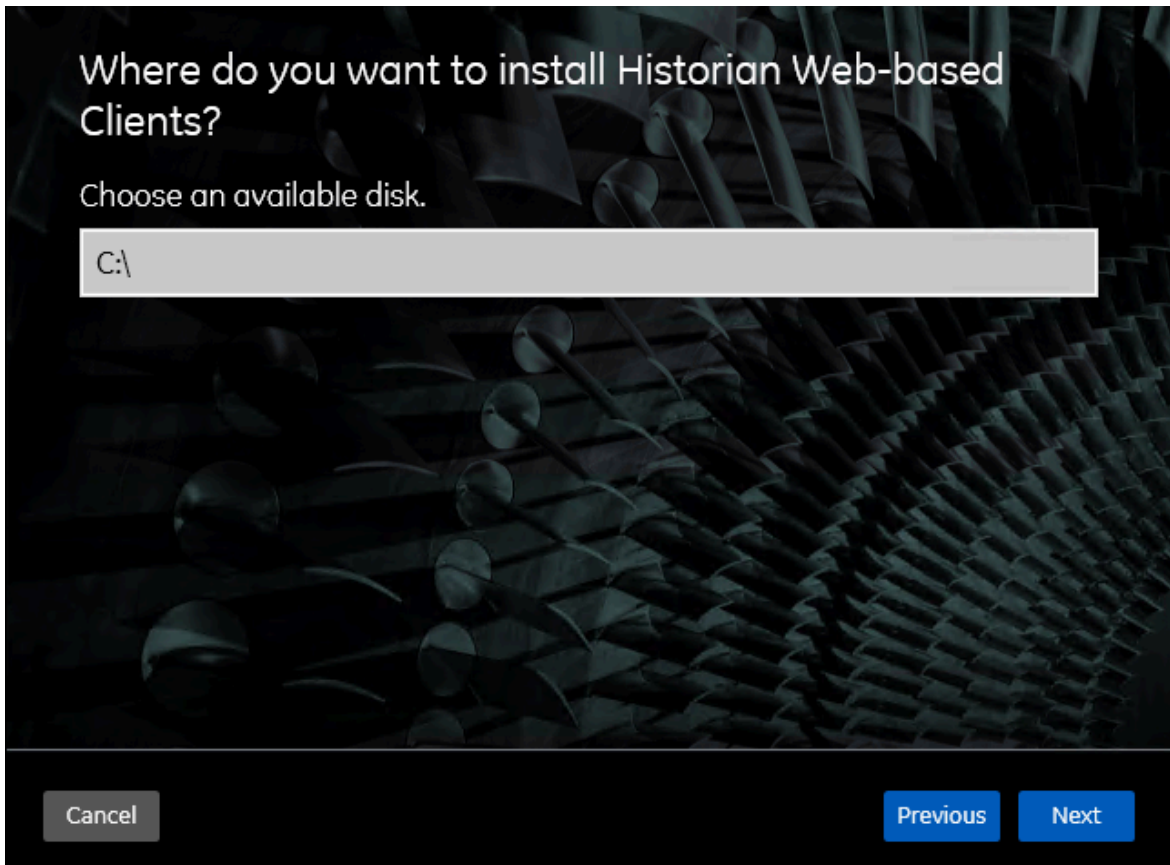 Where do you want to install Historian Web-based
Clients?
Choose an available disk.
C:\
Cancel
Previous
Next